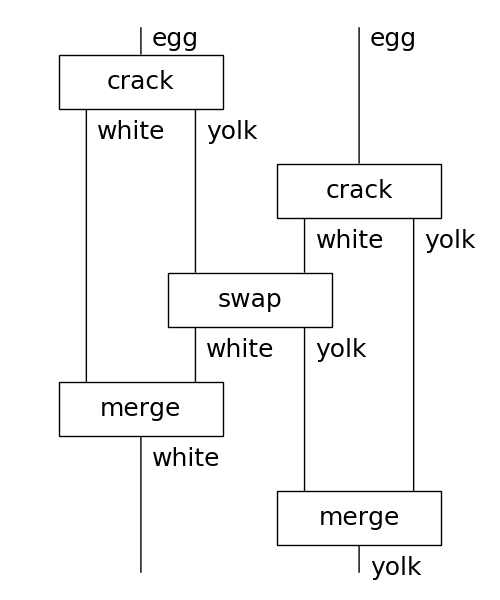 egg egg
crack
white yolk
crack
white yolk
swap
white yolk
merge
white
merge
yolk